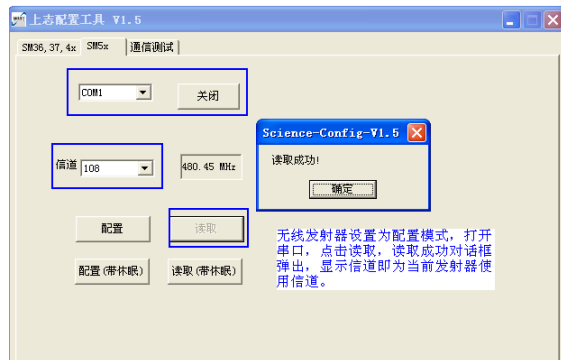 上志配置工具 V1.5
SM36,37,4x SM5x 通信测试
COM1 关闭
Science-Config-V1.5
读取成功!
确定
信道 108 480.45 MHz
配置 读取
配置(带休眠) 读取(带休眠)
无线发射器设置为配置模式，打开
串口，点击读取，读取成功对话框
弹出，显示信道即为当前发射器使
用信道。